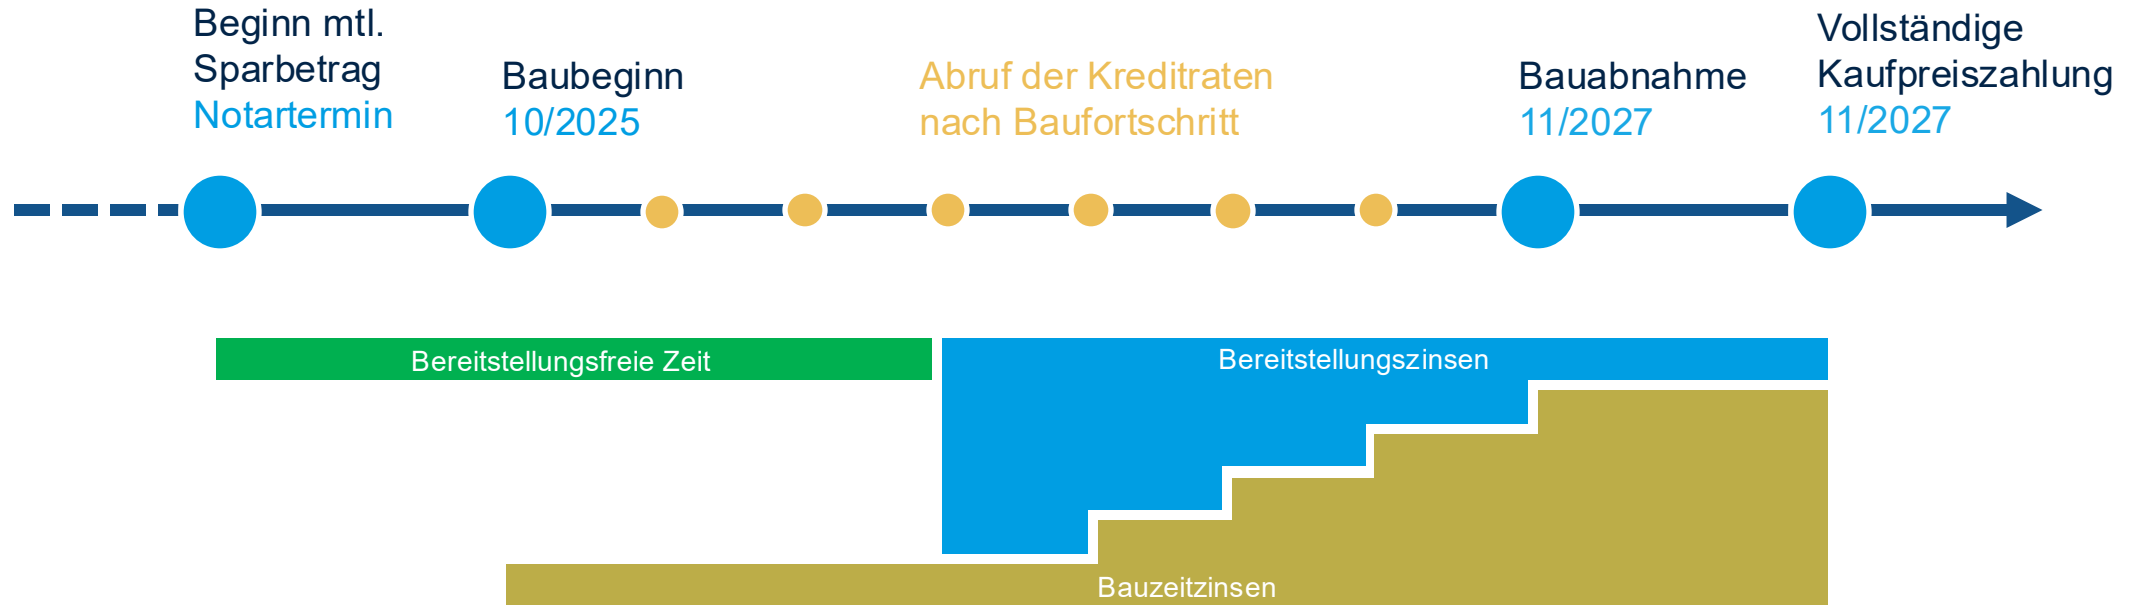 Beginn mtl.
Sparbetrag
Notartermin
Baubeginn
10/2025
Abruf der Kreditraten
nach Baufortschritt
Bauabnahme
11/2027
Vollständige
Kaufpreiszahlung
11/2027
Bereitstellungsfreie Zeit
Bereitstellungszinsen
Bauzeitzinsen